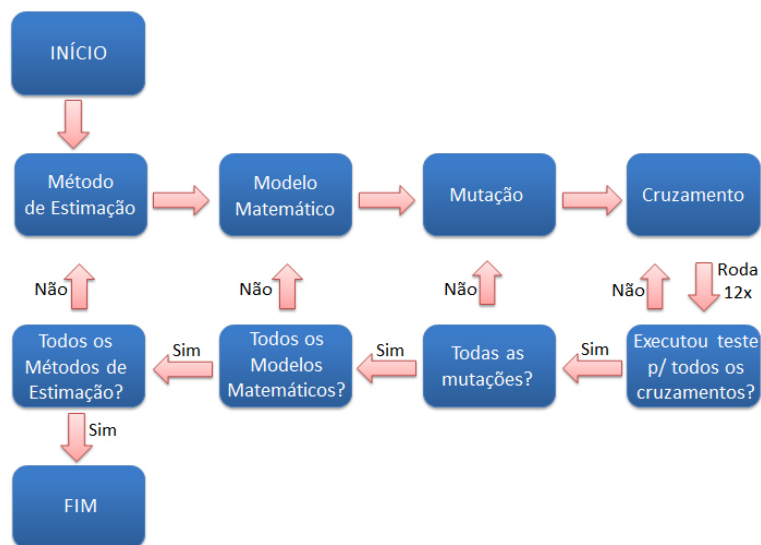 INÍCIO
Método
de Estimação
Modelo
Matemático
Mutação
Cruzamento
Não
Não
Não
Não
Roda
12x
Todos os
Métodos de
Estimação?
Sim
Todos os
Modelos
Matemáticos?
Sim
Todas as
mutações?
Sim
Executou teste
p/ todos os
cruzamentos?
Sim
FIM